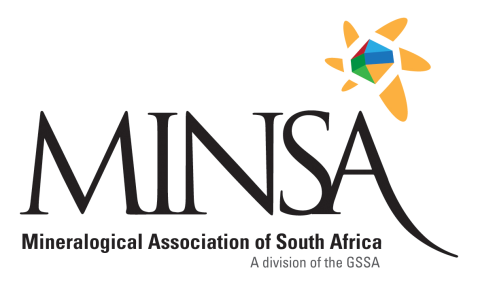 MINSA
Mineralogical Association of South Africa
A division of the GSSA